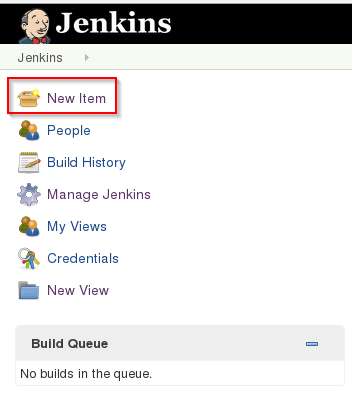 Jenkins
Jenkins
New Item
People
Build History
Manage Jenkins
My Views
Credentials
New View
Build Queue
No builds in the queue.